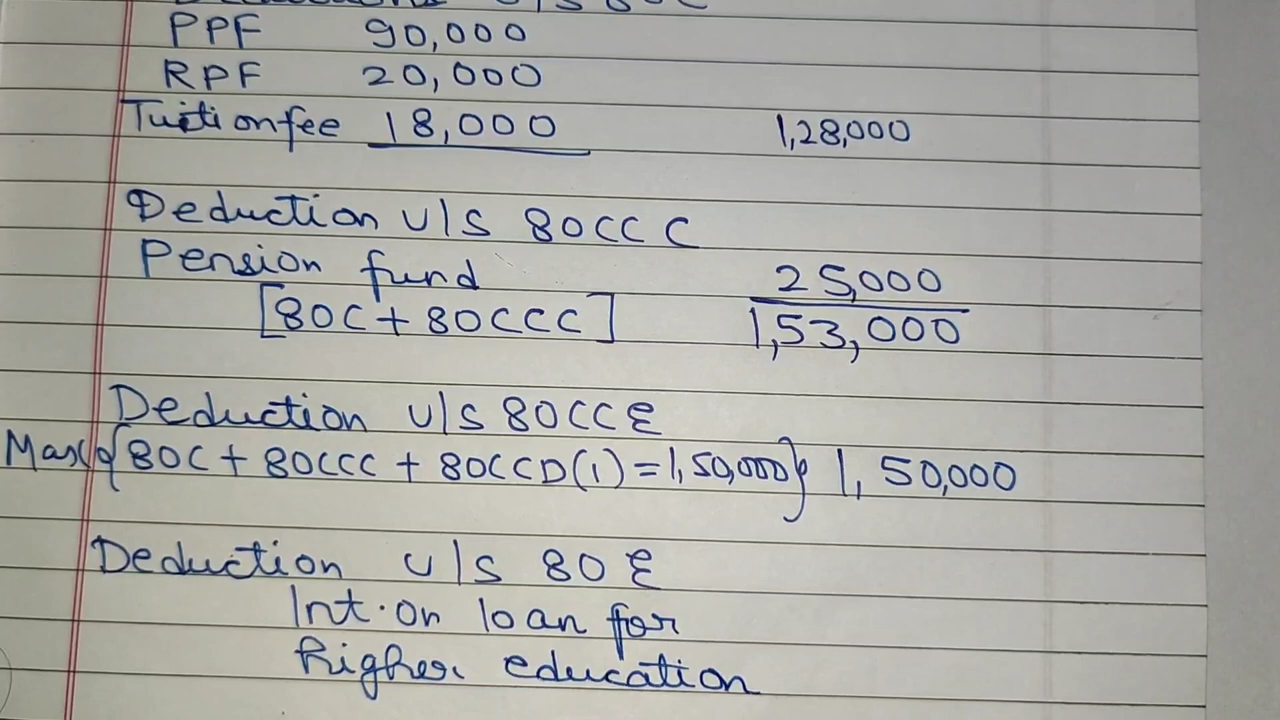 PPF 90,000
RPF 20,000
Tuition fee 18,000 1,28,000
Deduction U/S 80CCC
Pension fund 25,000
[80C + 80CCC] 1,53,000
Deduction U/S 80CCE
Max of {80C + 80CCC + 80CCD(1) = 1,50,000} 1,50,000
Deduction U/S 80E
Int. on loan for
higher education